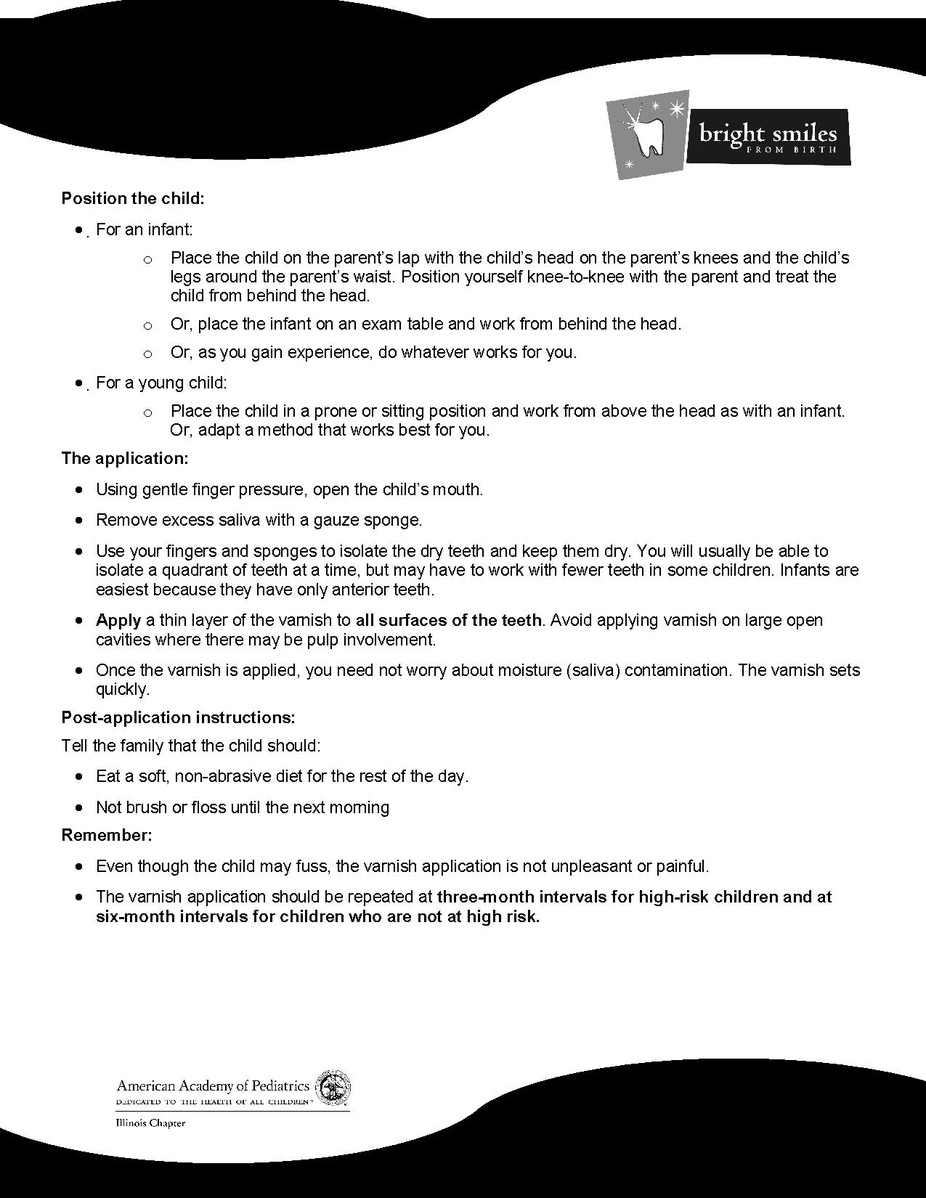 bright smiles
FROM BIRTH
Position the child:
• . For an infant:
o Place the child on the parent’s lap with the child’s head on the parent’s knees and the child’s
legs around the parent’s waist. Position yourself knee-to-knee with the parent and treat the
child from behind the head.
o Or, place the infant on an exam table and work from behind the head.
o Or, as you gain experience, do whatever works for you.
• . For a young child:
o Place the child in a prone or sitting position and work from above the head as with an infant.
Or, adapt a method that works best for you.
The application:
• Using gentle finger pressure, open the child’s mouth.
• Remove excess saliva with a gauze sponge.
• Use your fingers and sponges to isolate the dry teeth and keep them dry. You will usually be able to
isolate a quadrant of teeth at a time, but may have to work with fewer teeth in some children. Infants are
easiest because they have only anterior teeth.
• Apply a thin layer of the varnish to all surfaces of the teeth. Avoid applying varnish on large open
cavities where there may be pulp involvement.
• Once the varnish is applied, you need not worry about moisture (saliva) contamination. The varnish sets
quickly.
Post-application instructions:
Tell the family that the child should:
• Eat a soft, non-abrasive diet for the rest of the day.
• Not brush or floss until the next morning
Remember:
• Even though the child may fuss, the varnish application is not unpleasant or painful.
• The varnish application should be repeated at three-month intervals for high-risk children and at
six-month intervals for children who are not at high risk.
American Academy of Pediatrics
DEDICATED TO THE HEALTH OF ALL CHILDREN™
Illinois Chapter